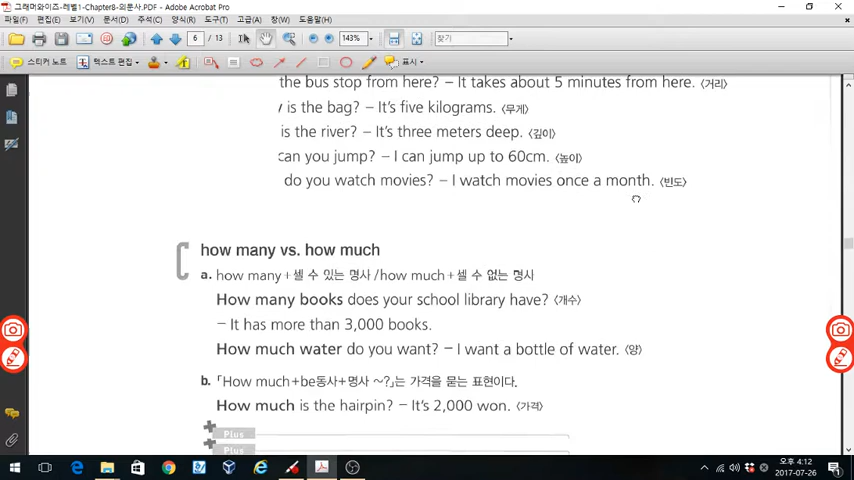 그래머와이즈-레벨1-Chapter8-의문사.PDF - Adobe Acrobat Pro
파일(F) 편집(E) 보기(V) 문서(D) 주석(C) 양식(R) 도구(T) 고급(A) 창(W) 도움말(H)
6 / 13 143% 찾기
스티커 노트 텍스트 편집 표시
the bus stop from here? – It takes about 5 minutes from here. 〈거리〉
y is the bag? – It's five kilograms. 〈무게〉
is the river? – It's three meters deep. 〈깊이〉
can you jump? – I can jump up to 60cm. 〈높이〉
do you watch movies? – I watch movies once a month. 〈빈도〉
C how many vs. how much
a. how many+셀 수 있는 명사/how much+셀 수 없는 명사
How many books does your school library have? 〈개수〉
– It has more than 3,000 books.
How much water do you want? – I want a bottle of water. 〈양〉
b. 「How much+be동사+명사 ~?」는 가격을 묻는 표현이다.
How much is the hairpin? – It's 2,000 won. 〈가격〉
Plus
Plus
오후 4:12
2017-07-26